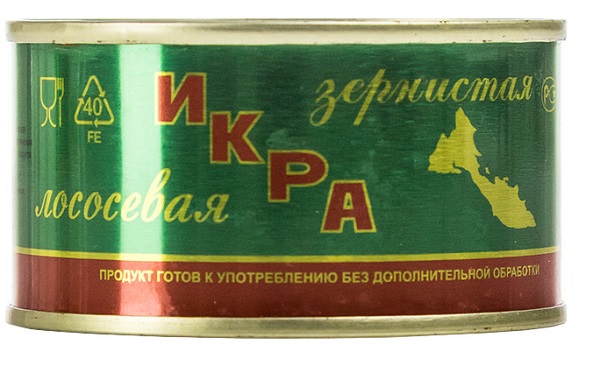 зернистая
ИКРА
лососевая
40
FE
ПРОДУКТ ГОТОВ К УПОТРЕБЛЕНИЮ БЕЗ ДОПОЛНИТЕЛЬНОЙ ОБРАБОТКИ